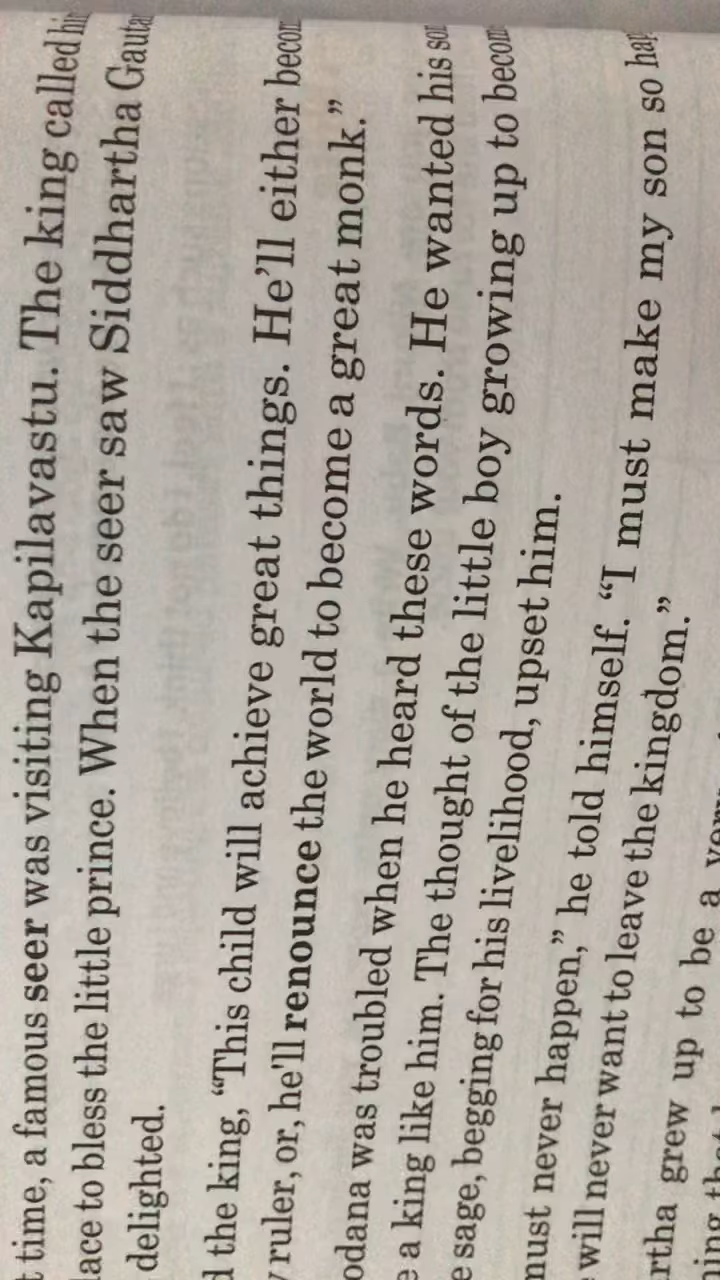 time, a famous seer was visiting Kapilavastu. The king called
to bless the little prince. When the seer saw Siddhartha
delighted.
the king, “This child will achieve great things. He’ll either
ruler, or, he'll renounce the world to become a great monk.”
was troubled when he heard these words. He wanted his
a king like him. The thought of the little boy growing up to
sage, begging for his livelihood, upset him.
must never happen,” he told himself. “I must make my son so
will never want to leave the kingdom.”
grew up to be a